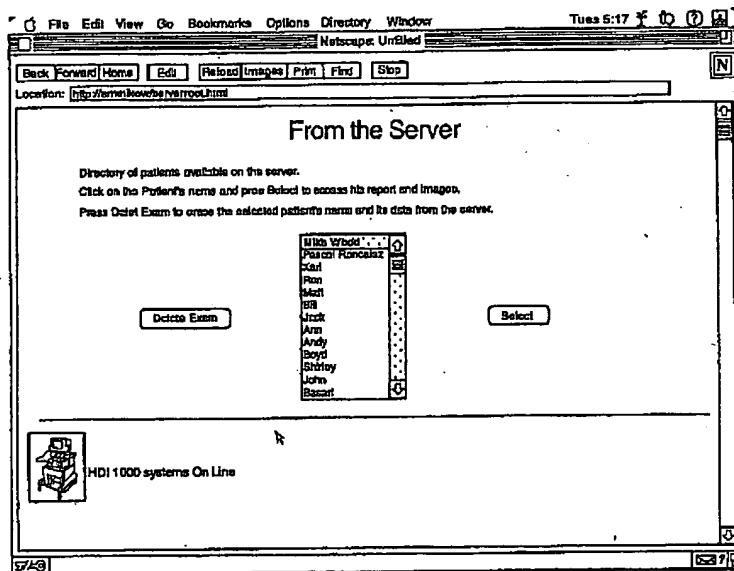 File Edit View Go Bookmarks Options Directory Window Tues 5:17
Netscape: Untitled
Back Forward Home Edit Reload Images Print Find Stop
N
Location:
From the Server
Directory of patients available on the server.
Click on the Patient's name and press Select to access his report and images.
Press Delet Exam to erase the selected patient's name and its data from the server.
Mike Wbdd
Pascal Roncalaz
Karl
Ron
Matt
Bill
Jack
Ann
Andy
Boyd
Shirley
John
Basari
Delete Exam
Select
HDI 1000 systems On Line